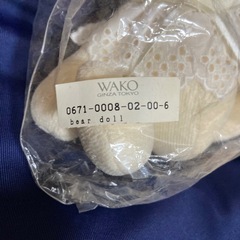 WAKO
GINZA TOKYO
0671-0008-02-00-6
bear doll